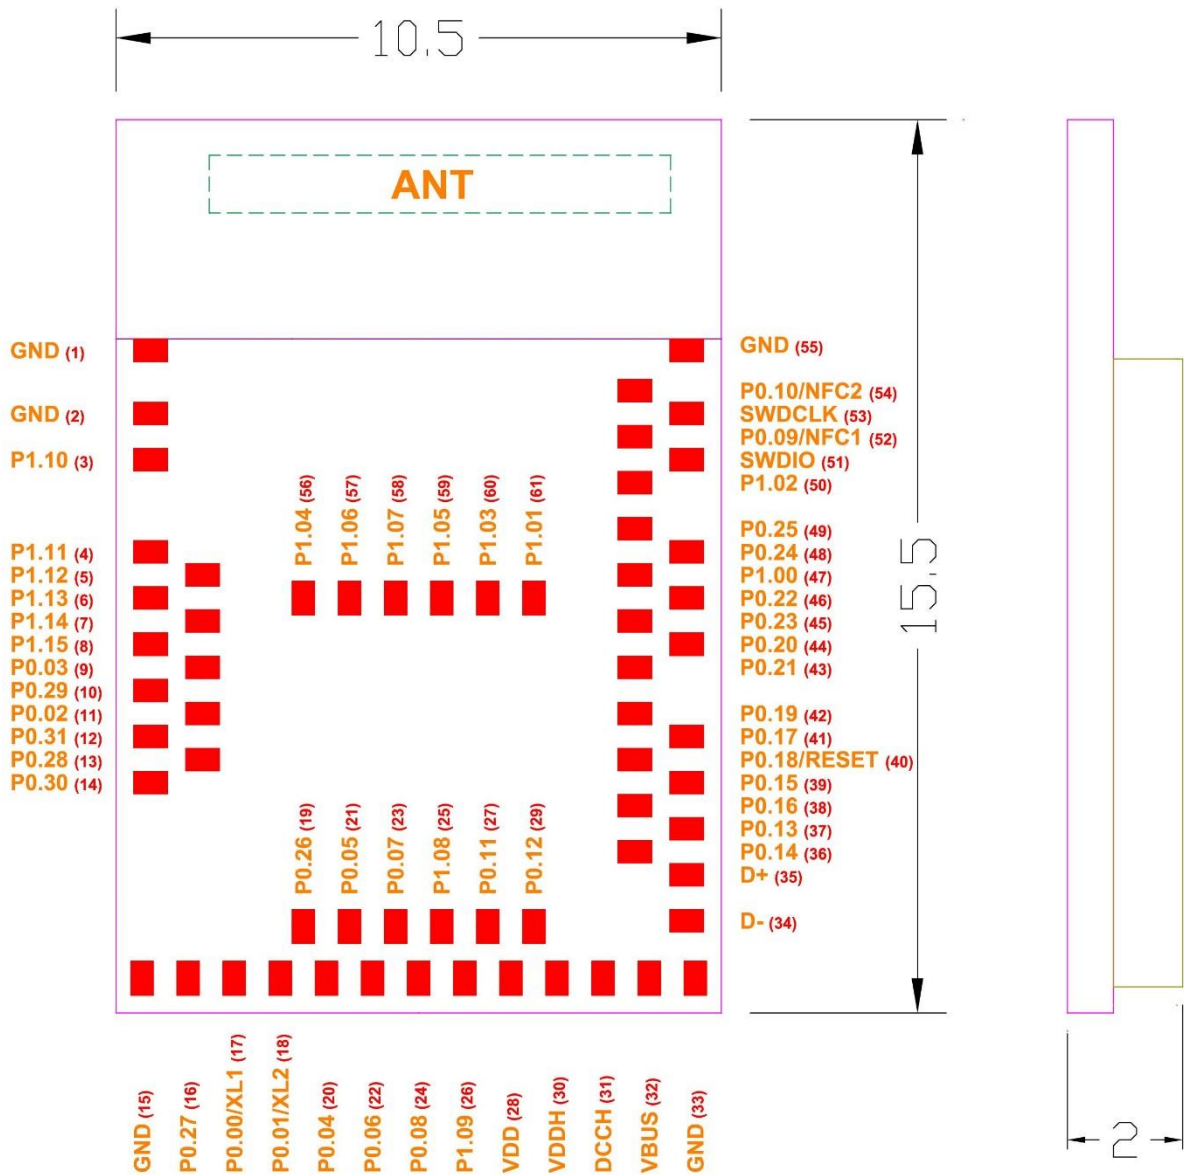 10.5
ANT
GND (1)
GND (2)
P1.10 (3)
P1.11 (4)
P1.12 (5)
P1.13 (6)
P1.14 (7)
P1.15 (8)
P0.03 (9)
P0.29 (10)
P0.02 (11)
P0.31 (12)
P0.28 (13)
P0.30 (14)
P1.04 (56)
P1.06 (57)
P1.07 (58)
P1.05 (59)
P1.03 (60)
P1.01 (61)
P0.26 (19)
P0.05 (21)
P0.07 (23)
P1.08 (25)
P0.11 (27)
P0.12 (29)
GND (55)
P0.10/NFC2 (54)
SWDCLK (53)
P0.09/NFC1 (52)
SWDIO (51)
P1.02 (50)
P0.25 (49)
P0.24 (48)
P1.00 (47)
P0.22 (46)
P0.23 (45)
P0.20 (44)
P0.21 (43)
P0.19 (42)
P0.17 (41)
P0.18/RESET (40)
P0.15 (39)
P0.16 (38)
P0.13 (37)
P0.14 (36)
D+ (35)
D- (34)
15.5
GND (15)
P0.27 (16)
P0.00/XL1 (17)
P0.01/XL2 (18)
P0.04 (20)
P0.06 (22)
P0.08 (24)
P1.09 (26)
VDD (28)
VDDH (30)
DCCH (31)
VBUS (32)
GND (33)
2